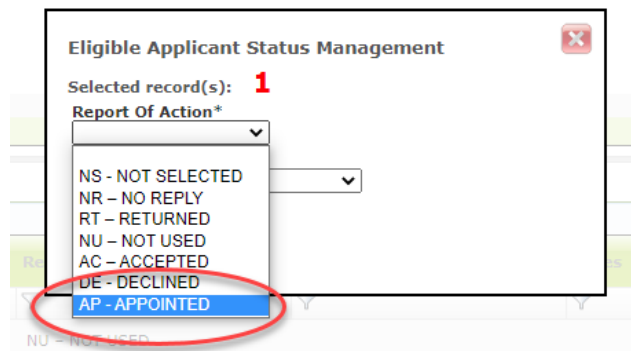 Eligible Applicant Status Management
Selected record(s): 1
Report Of Action*
NS - NOT SELECTED
NR – NO REPLY
RT – RETURNED
NU – NOT USED
AC – ACCEPTED
DE - DECLINED
AP - APPOINTED
NU – NOT USED